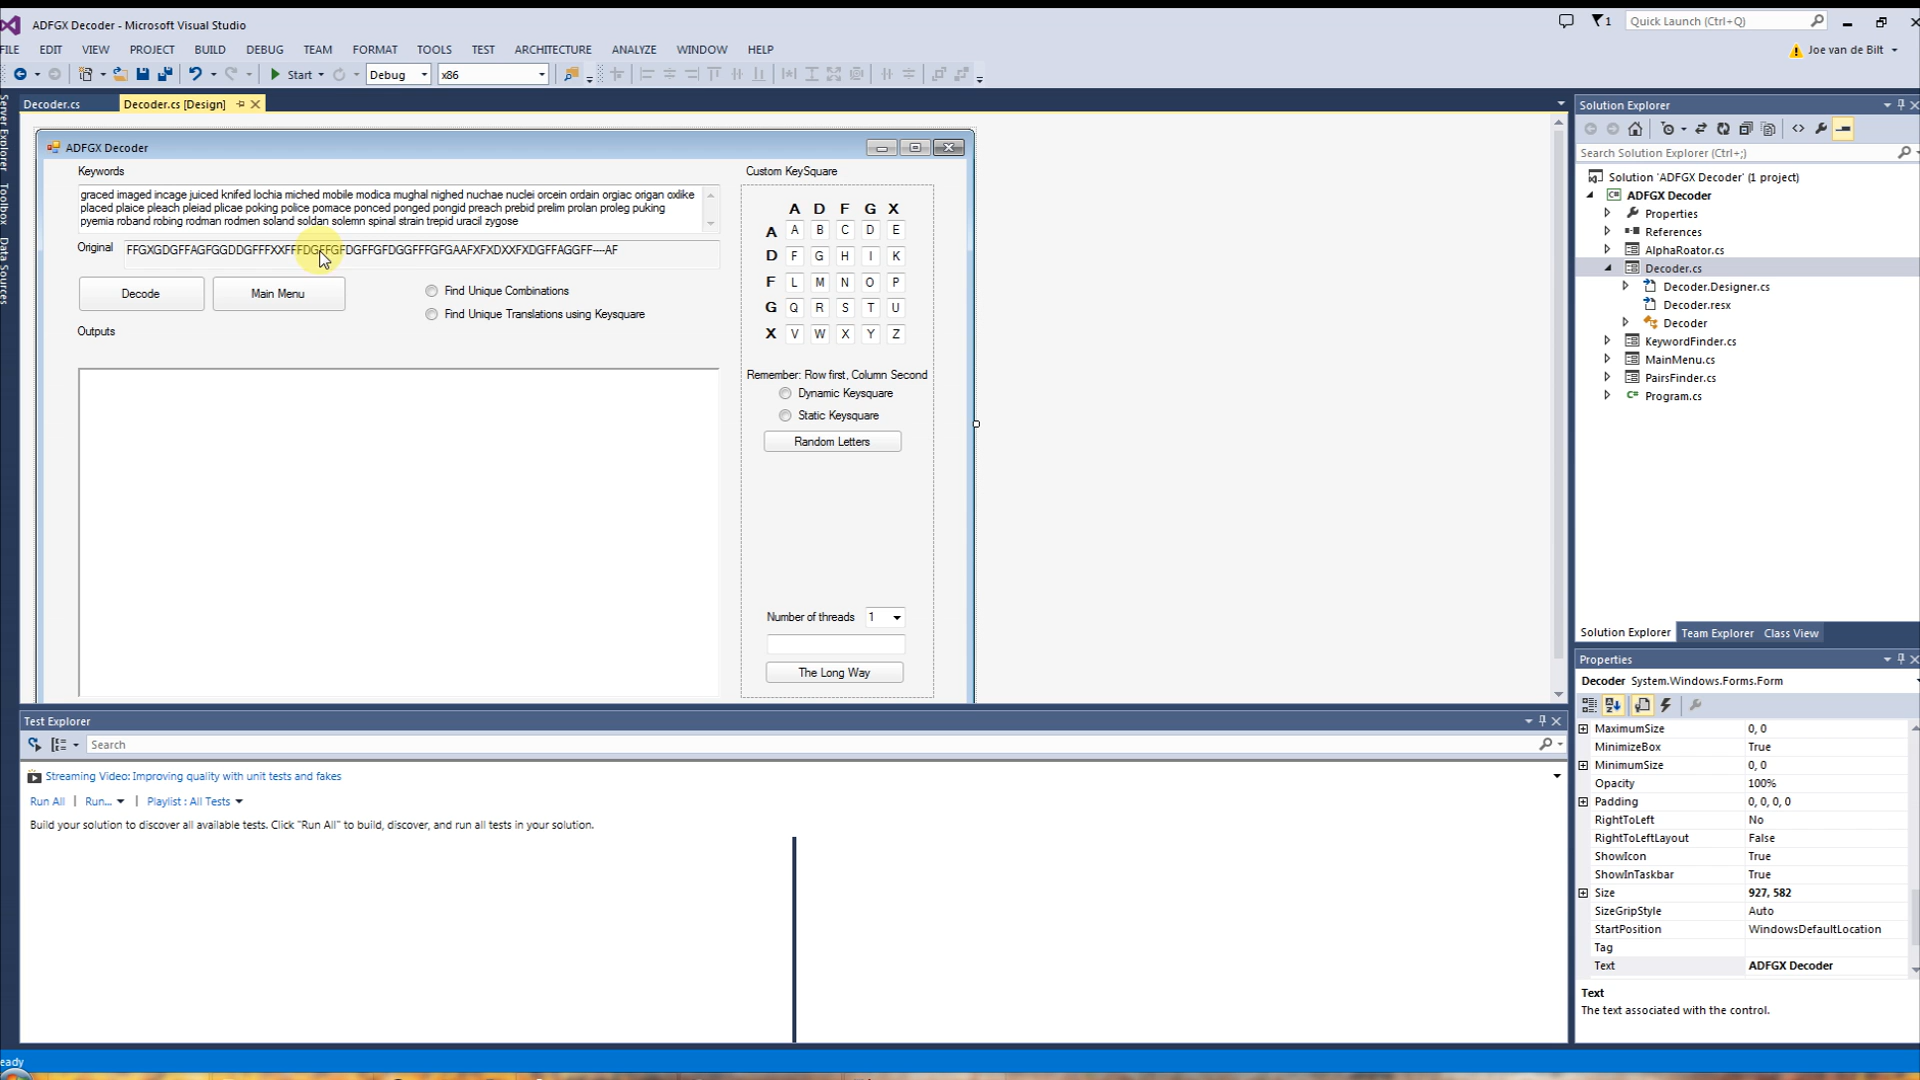 ADFGX Decoder - Microsoft Visual Studio
1
Quick Launch (Ctrl+Q)
FILE EDIT VIEW PROJECT BUILD DEBUG TEAM FORMAT TOOLS TEST ARCHITECTURE ANALYZE WINDOW HELP
Joe van de Bilt
Start
Debug
x86
Server Explorer
Toolbox
Data Sources
Decoder.cs
Decoder.cs [Design]
ADFGX Decoder
Keywords
graced imaged incage juiced knifed lochia miched mobile modica mughal nighed nuchae nuclei orcein ordain orgiac origan oxlike
placed plaice pleach pleiad plicae poking police pomace ponced ponged pongid preach prebid prelim prolan proleg puking
pyemia roband robing rodman rodmen soland soldan solemn spinal strain trepid uracil zygose
Original
FFGXGDGFFAGFGGDDGFFFXXFFFDGFFGFDGFFGFDGGFFFGFGAAFXFXDXXFXDGFFAGGFF----AF
Decode
Main Menu
Find Unique Combinations
Find Unique Translations using Keysquare
Outputs
Custom KeySquare
A D F G X
A A B C D E
D F G H I K
F L M N O P
G Q R S T U
X V W X Y Z
Remember: Row first, Column Second
Dynamic Keysquare
Static Keysquare
Random Letters
Number of threads 1
The Long Way
Test Explorer
Search
Streaming Video: Improving quality with unit tests and fakes
Run All | Run... | Playlist : All Tests
Build your solution to discover all available tests. Click "Run All" to build, discover, and run all tests in your solution.
Solution Explorer
Search Solution Explorer (Ctrl+;)
Solution 'ADFGX Decoder' (1 project)
ADFGX Decoder
Properties
References
AlphaRoator.cs
Decoder.cs
Decoder.Designer.cs
Decoder.resx
Decoder
KeywordFinder.cs
MainMenu.cs
PairsFinder.cs
Program.cs
Solution Explorer Team Explorer Class View
Properties
Decoder System.Windows.Forms.Form
MaximumSize 0, 0
MinimizeBox True
MinimumSize 0, 0
Opacity 100%
Padding 0, 0, 0, 0
RightToLeft No
RightToLeftLayout False
ShowIcon True
ShowInTaskbar True
Size 927, 582
SizeGripStyle Auto
StartPosition WindowsDefaultLocation
Tag
Text ADFGX Decoder
Text
The text associated with the control.
eady